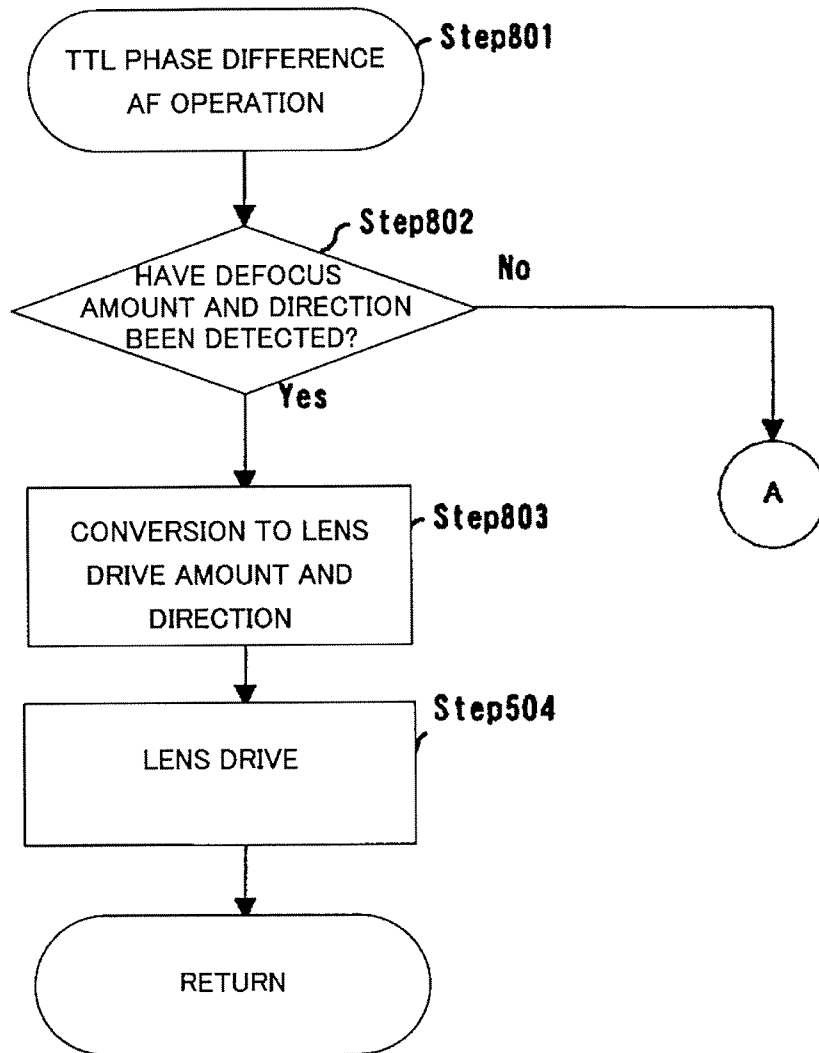 TTL PHASE DIFFERENCE
AF OPERATION
Step801
HAVE DEFOCUS
AMOUNT AND DIRECTION
BEEN DETECTED?
Step802
No
Yes
A
CONVERSION TO LENS
DRIVE AMOUNT AND
DIRECTION
Step803
LENS DRIVE
Step504
RETURN